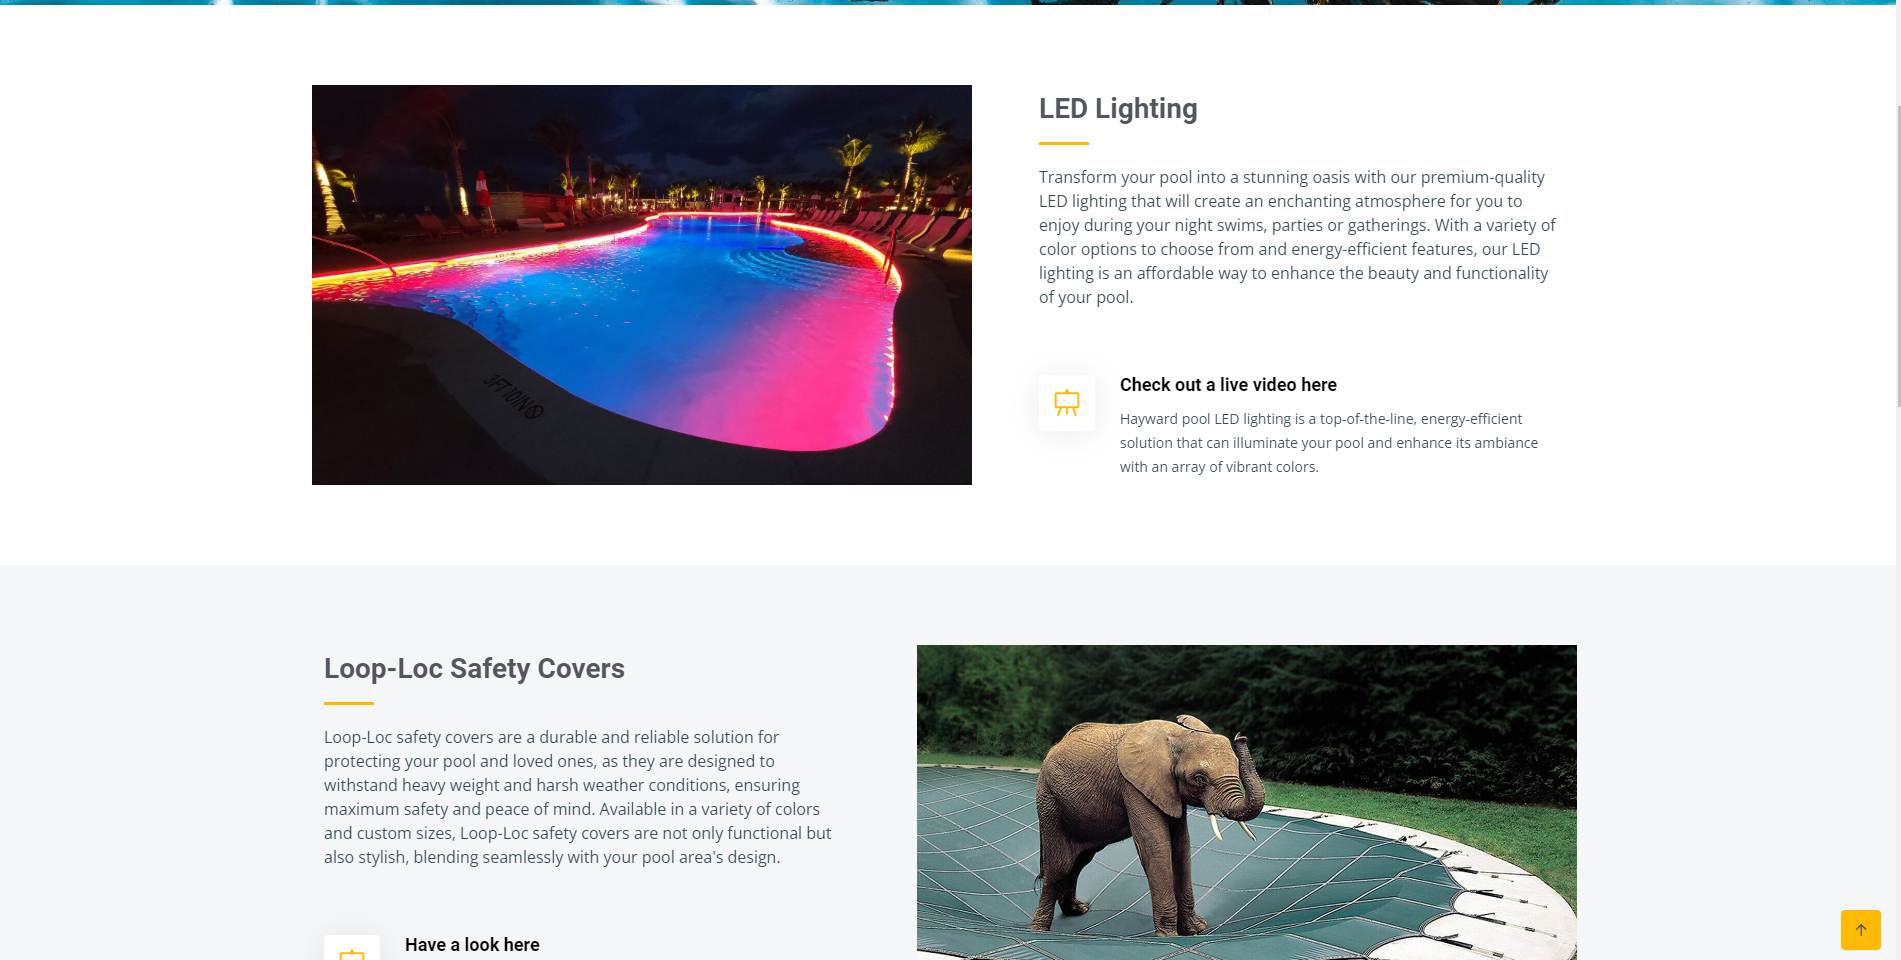 LED Lighting
Transform your pool into a stunning oasis with our premium-quality
LED lighting that will create an enchanting atmosphere for you to
enjoy during your night swims, parties or gatherings. With a variety of
color options to choose from and energy-efficient features, our LED
lighting is an affordable way to enhance the beauty and functionality
of your pool.
3FT10IN
Check out a live video here
Hayward pool LED lighting is a top-of-the-line, energy-efficient
solution that can illuminate your pool and enhance its ambiance
with an array of vibrant colors.
Loop-Loc Safety Covers
Loop-Loc safety covers are a durable and reliable solution for
protecting your pool and loved ones, as they are designed to
withstand heavy weight and harsh weather conditions, ensuring
maximum safety and peace of mind. Available in a variety of colors
and custom sizes, Loop-Loc safety covers are not only functional but
also stylish, blending seamlessly with your pool area's design.
Have a look here